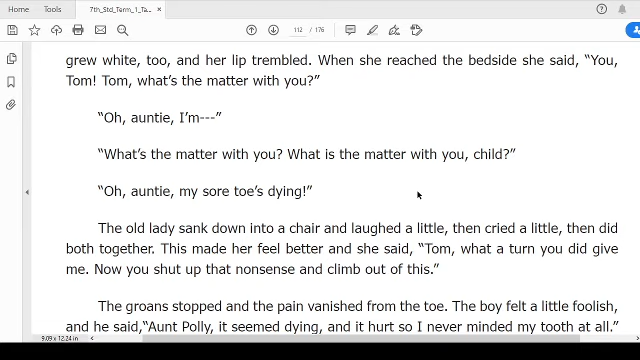 Home
Tools
7th_Std_Term_1_Ta...
×
112 / 176
grew white, too, and her lip trembled. When she reached the bedside she said, “You,
Tom! Tom, what’s the matter with you?”
“Oh, auntie, I’m---”
“What’s the matter with you? What is the matter with you, child?”
“Oh, auntie, my sore toe’s dying!”
The old lady sank down into a chair and laughed a little, then cried a little, then did
both together. This made her feel better and she said, “Tom, what a turn you did give
me. Now you shut up that nonsense and climb out of this.”
The groans stopped and the pain vanished from the toe. The boy felt a little foolish,
and he said,“Aunt Polly, it seemed dying, and it hurt so I never minded my tooth at all.”
9.09 x 12.24 in